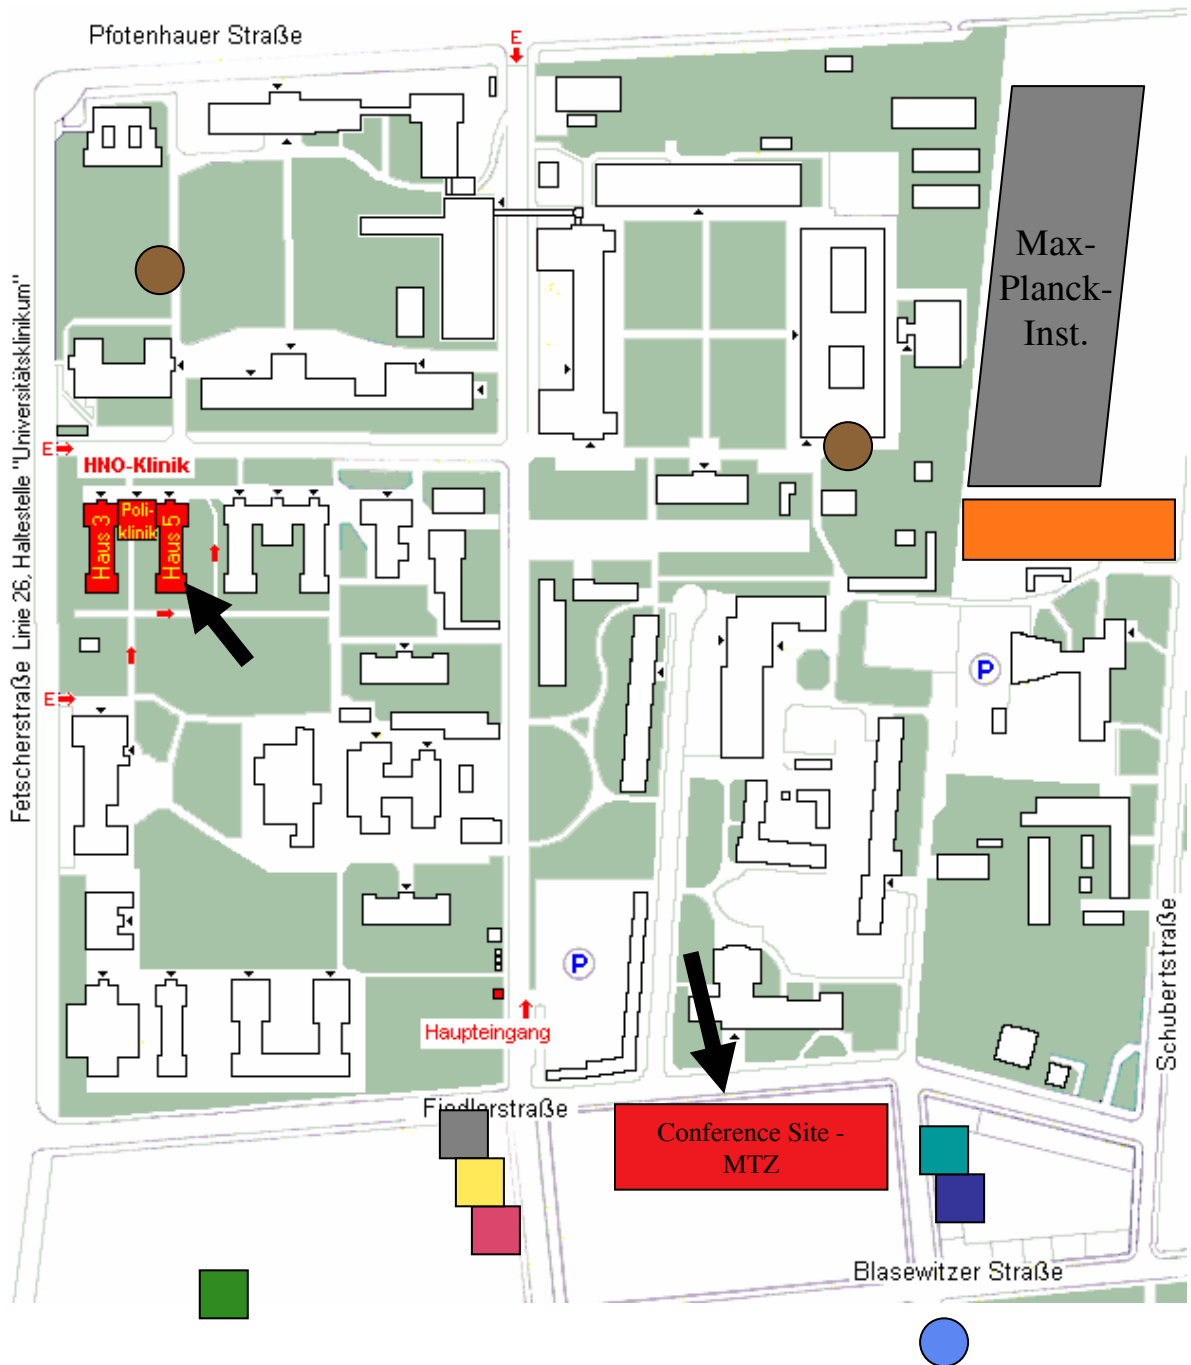 Pfotenhauer Straße
E
Max-
Planck-
Inst.
Fetscherstraße Linie 26, Haltestelle "Universitätsklinikum"
E
HNO-Klinik
Haus 3
Poli-
klinik
Haus 5
E
P
P
Haupteingang
Schubertstraße
Fiedlerstraße
Conference Site -
MTZ
Blasewitzer Straße